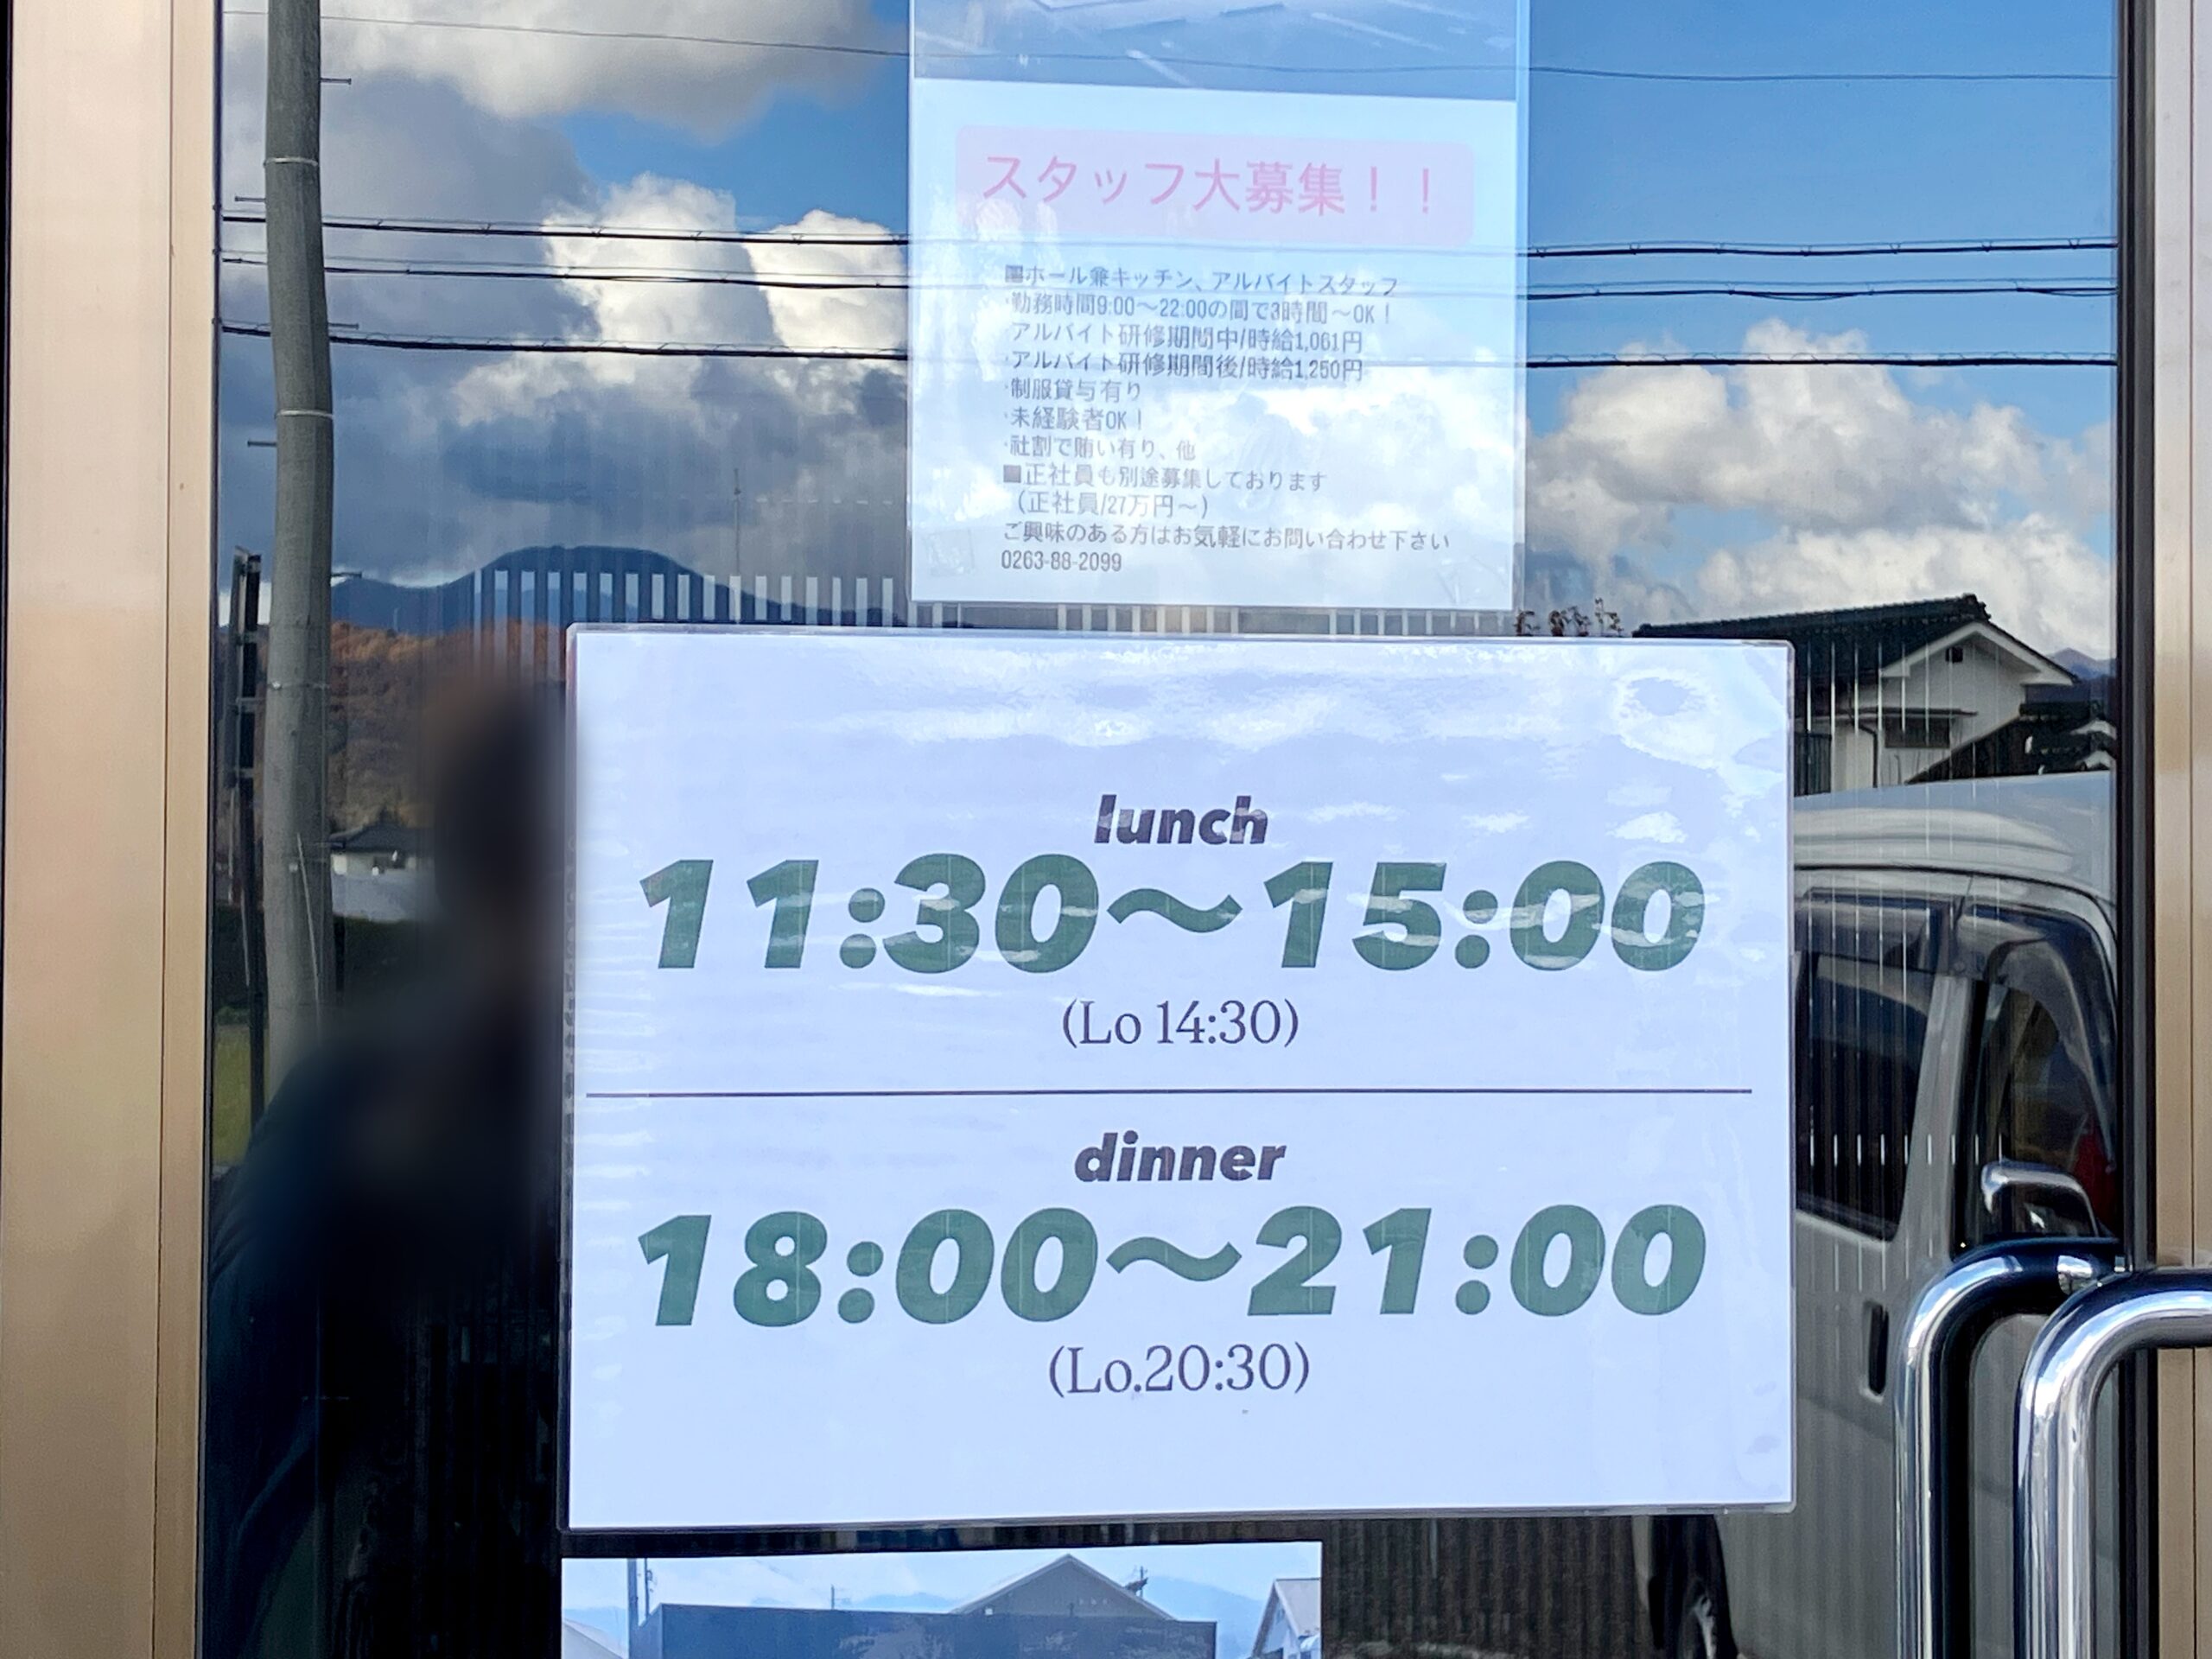 スタッフ大募集！！
■ホール兼キッチン、アルバイトスタッフ
・勤務時間9:00～22:00の間で3時間～OK！
・アルバイト研修期間中/時給1,061円
・アルバイト研修期間後/時給1,250円
・制服貸与有り
・未経験者OK！
・社割で賄い有り、他
■正社員も別途募集しております
（正社員/27万円～）
ご興味のある方はお気軽にお問い合わせ下さい
0263-88-2099
lunch
11:30～15:00
(Lo 14:30)
dinner
18:00～21:00
(Lo.20:30)